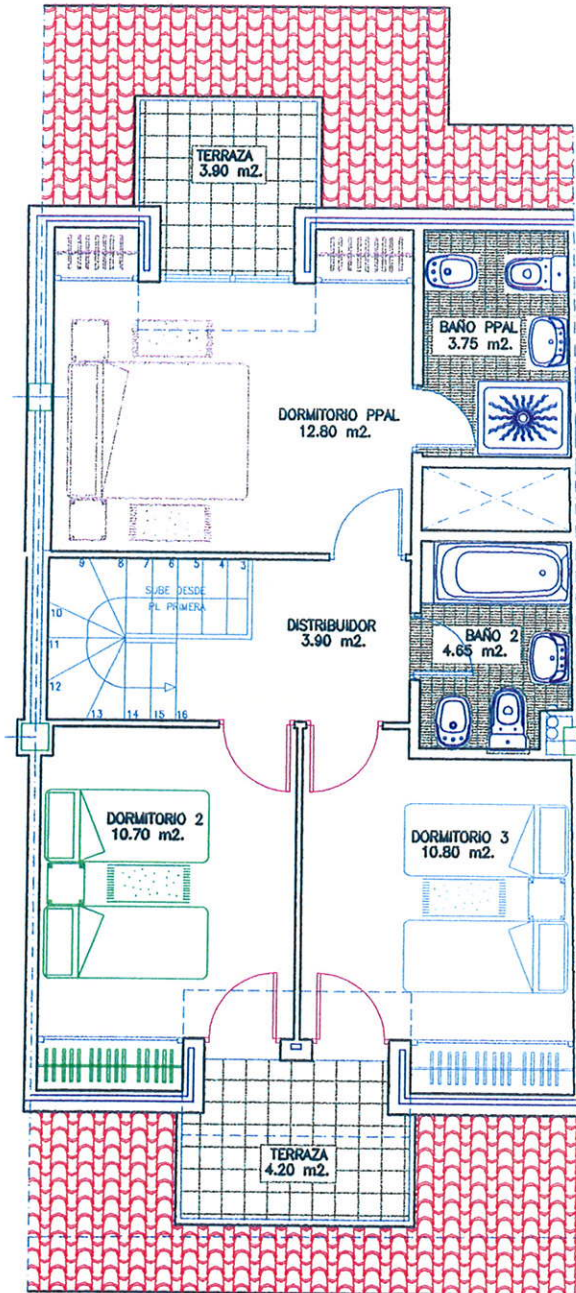 TERRAZA
3.90 m2.
BAÑO PPAL
3.75 m2.
DORMITORIO PPAL
12.80 m2.
9 8 7 6 5 4 3
SUBE DESDE
PL PRIMERA
10
11
12
13 14 15 16
DISTRIBUIDOR
3.90 m2.
BAÑO 2
4.65 m2.
DORMITORIO 2
10.70 m2.
DORMITORIO 3
10.80 m2.
TERRAZA
4.20 m2.